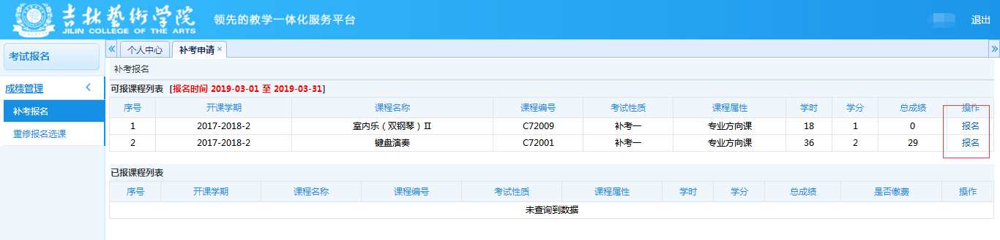 吉林藝術学院
JILIN COLLEGE OF THE ARTS
领先的教学一体化服务平台
退出
考试报名
成绩管理
补考报名
重修报名选课
个人中心 补考申请 ×
补考报名
可报课程列表 [报名时间 2019-03-01 至 2019-03-31]
序号 开课学期 课程名称 课程编号 考试性质 课程属性 学时 学分 总成绩 操作
1 2017-2018-2 室内乐（双钢琴）Ⅱ C72009 补考一 专业方向课 18 1 0 报名
2 2017-2018-2 键盘演奏 C72001 补考一 专业方向课 36 2 29 报名
已报课程列表
序号 开课学期 课程名称 课程编号 考试性质 课程属性 学时 学分 总成绩 是否缴费 操作
未查询到数据